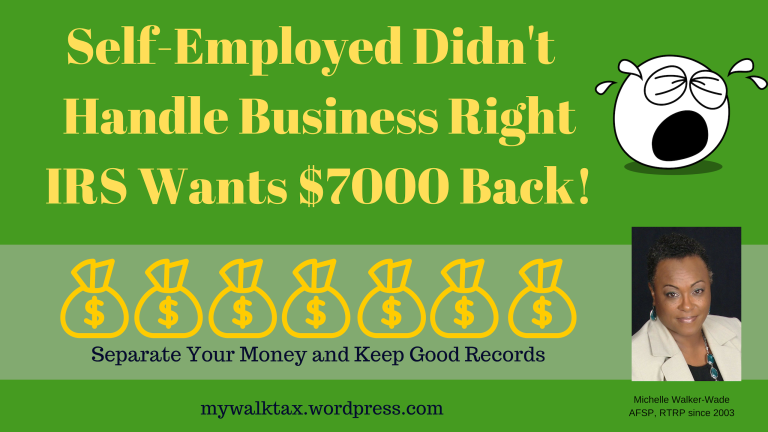 Self-Employed Didn't
Handle Business Right
IRS Wants $7000 Back!
$ $ $ $ $ $ $
Separate Your Money and Keep Good Records
mywalktax.wordpress.com
Michelle Walker-Wade
AFSP, RTRP since 2003